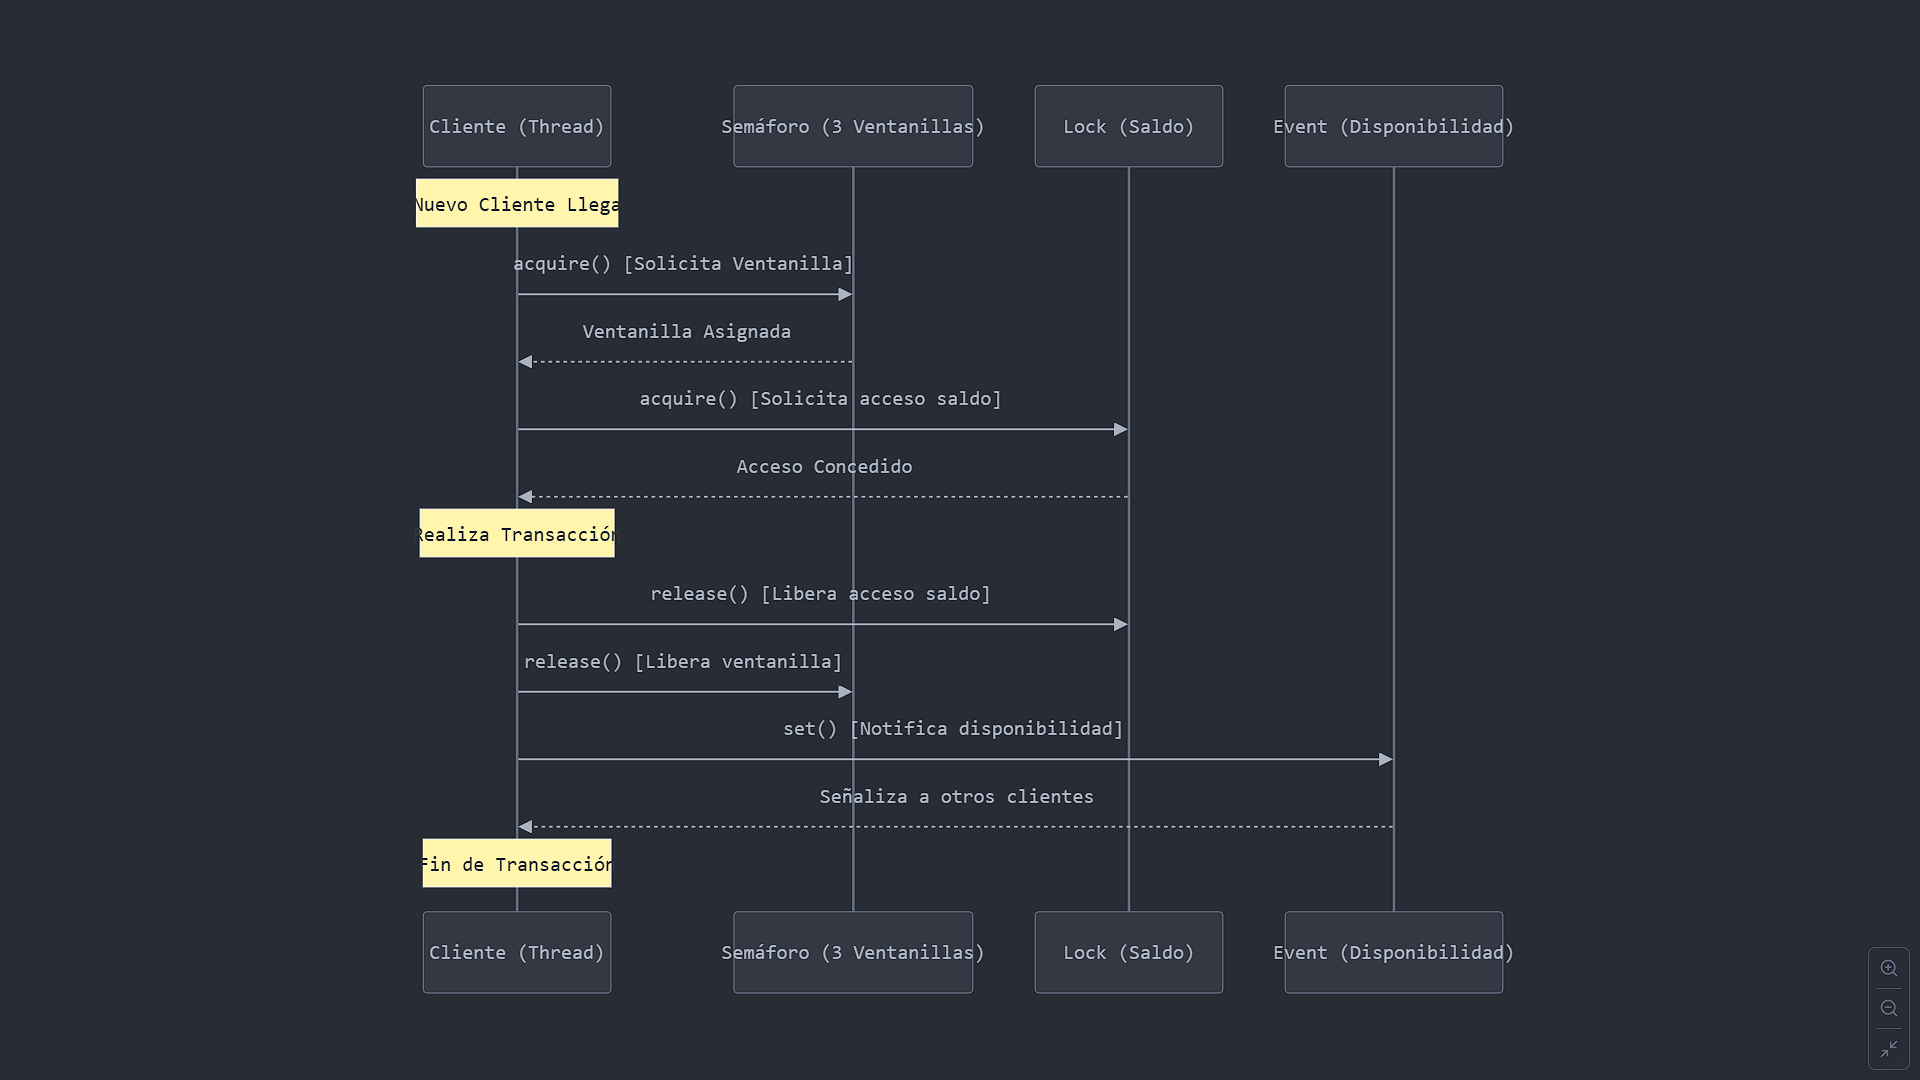 Cliente (Thread)
Semáforo (3 Ventanillas)
Lock (Saldo)
Event (Disponibilidad)
Nuevo Cliente Llega
acquire() [Solicita Ventanilla]
Ventanilla Asignada
acquire() [Solicita acceso saldo]
Acceso Concedido
Realiza Transacción
release() [Libera acceso saldo]
release() [Libera ventanilla]
set() [Notifica disponibilidad]
Señaliza a otros clientes
Fin de Transacción
Cliente (Thread)
Semáforo (3 Ventanillas)
Lock (Saldo)
Event (Disponibilidad)